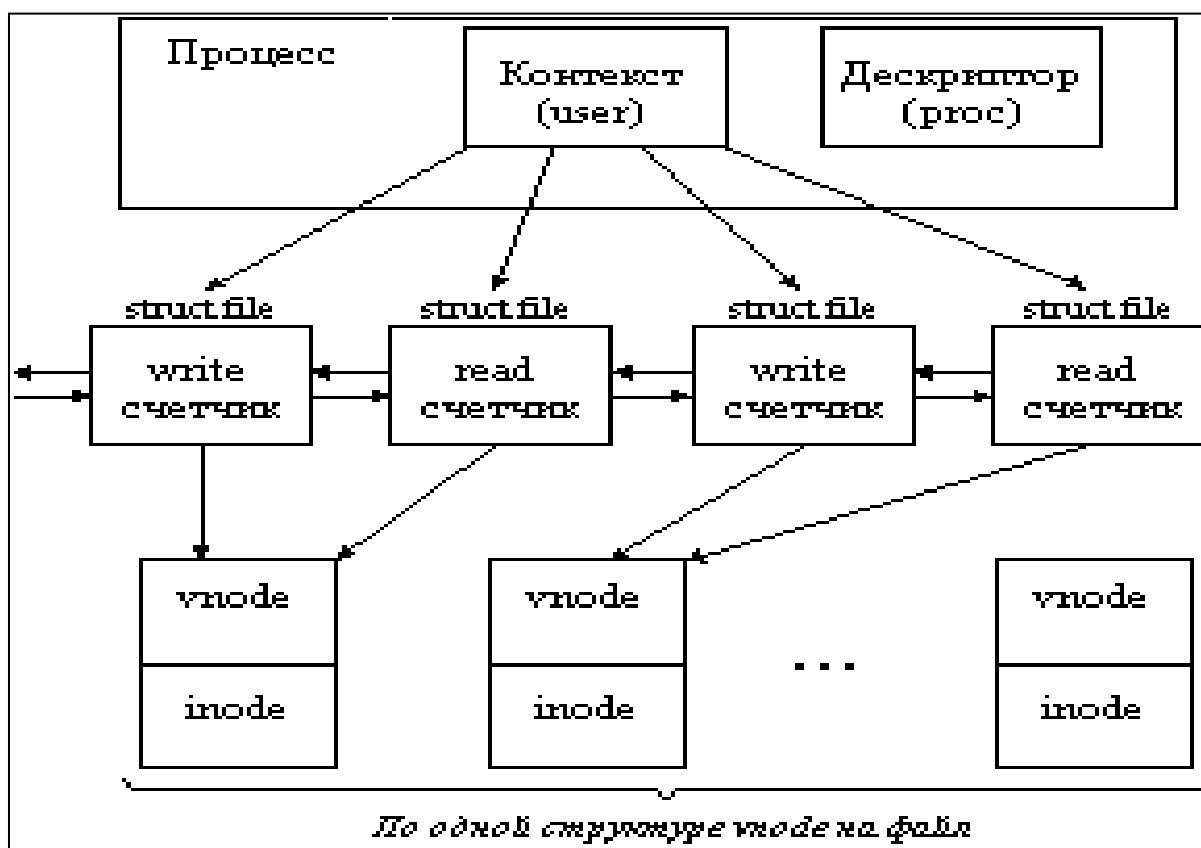 Процесс
Контекст
(user)
Дескриптор
(proc)
struct file struct file struct file struct file
write read write read
счетчик счетчик счетчик счетчик
vnode vnode vnode
...
inode inode inode
По одной структуре vnode на файл